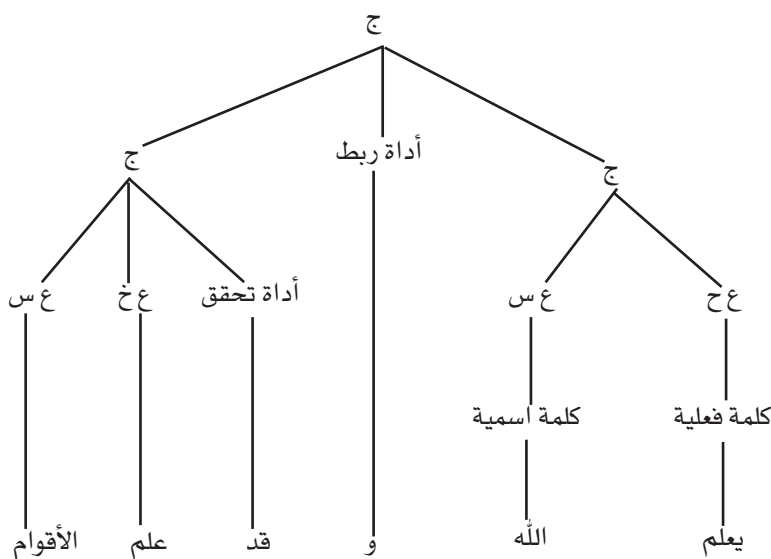 ج
ج أداة ربط ج
ع ح ع س أداة تحقق ع خ ع س
كلمة فعلية كلمة اسمية
يعلم الله و قد علم الأقوام